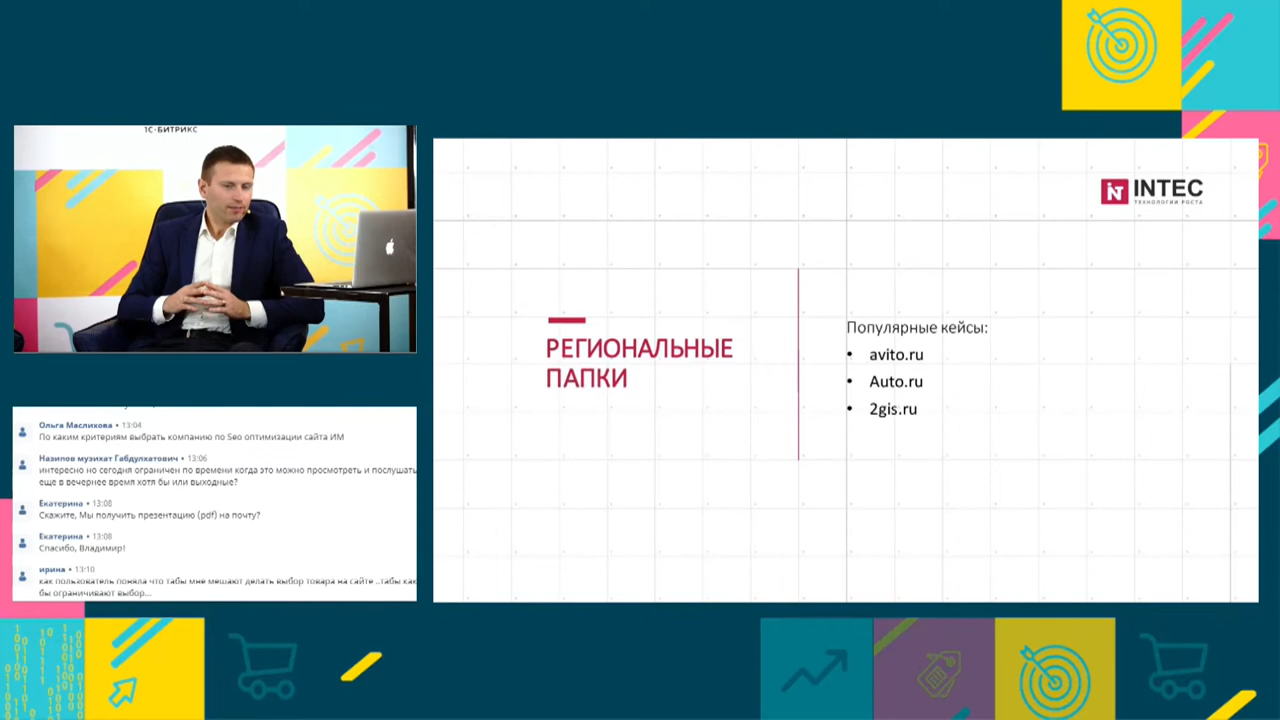 1С-БИТРИКС
INTEC
ТЕХНОЛОГИИ РОСТА
РЕГИОНАЛЬНЫЕ
ПАПКИ
Популярные кейсы:
• avito.ru
• Auto.ru
• 2gis.ru
Ольга Маслихова • 13:04
По каким критериям выбрать компанию по Seo оптимизации сайта ИМ
Назипов музихат Габдулхатович • 13:06
интересно но сегодня ограничен по времени когда это можно просмотреть и послушать
еще в вечернее время хотя бы или выходные?
Екатерина • 13:08
Скажите, Мы получить презентацию (pdf) на почту?
Екатерина • 13:08
Спасибо, Владимир!
ирина • 13:10
как пользователь поняла что табы мне мешают делать выбор товара на сайте ..табы как
бы ограничивают выбор...